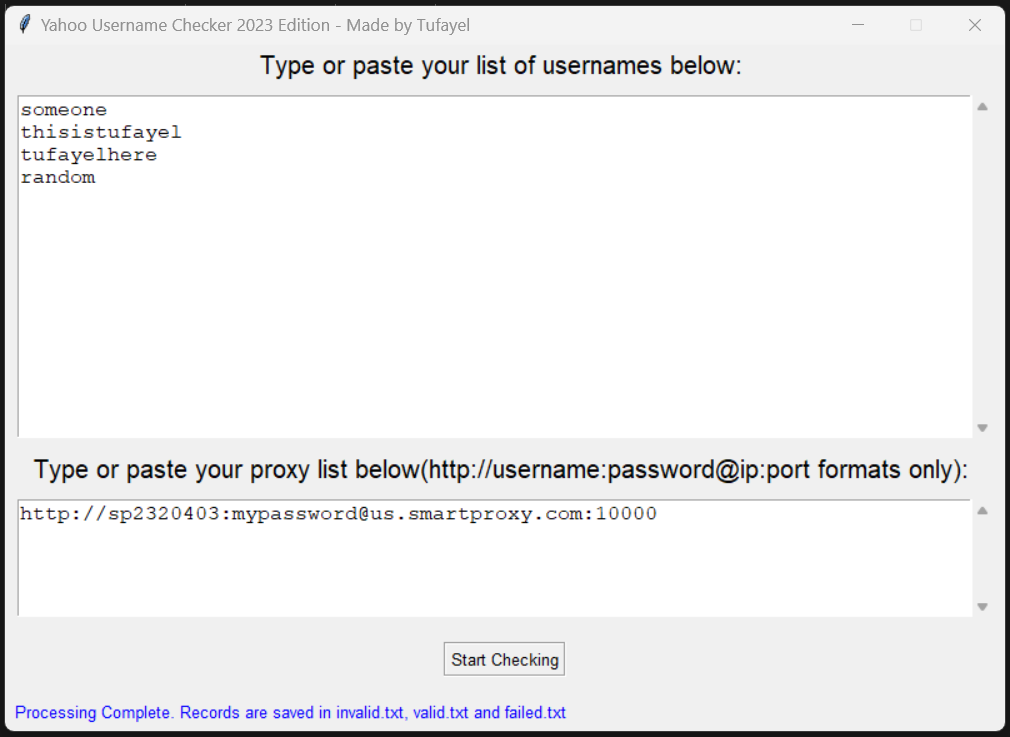 Yahoo Username Checker 2023 Edition - Made by Tufayel
Type or paste your list of usernames below:
someone
thisistufayel
tufayelhere
random
Type or paste your proxy list below(http://username:password@ip:port formats only):
http://sp2320403:mypassword@us.smartproxy.com:10000
Start Checking
Processing Complete. Records are saved in invalid.txt, valid.txt and failed.txt